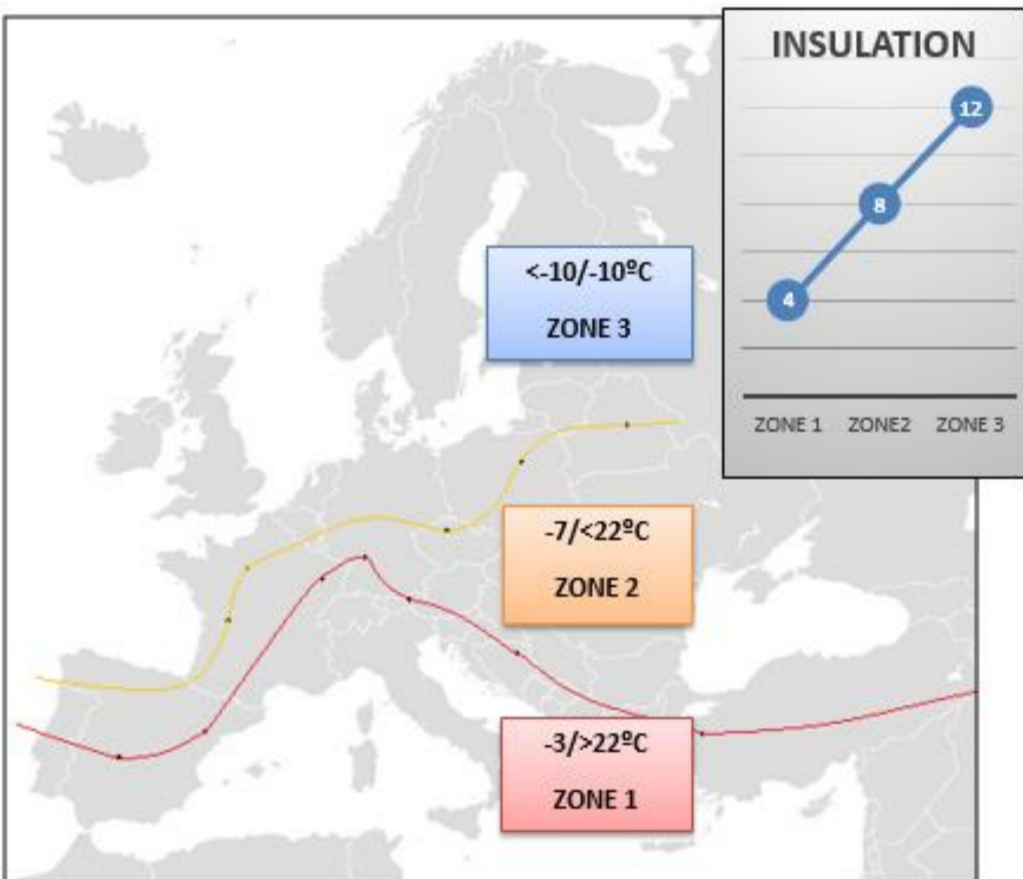 INSULATION
12
8
4
ZONE 1 ZONE2 ZONE 3
<-10/-10ºC
ZONE 3
-7/<22ºC
ZONE 2
-3/>22ºC
ZONE 1